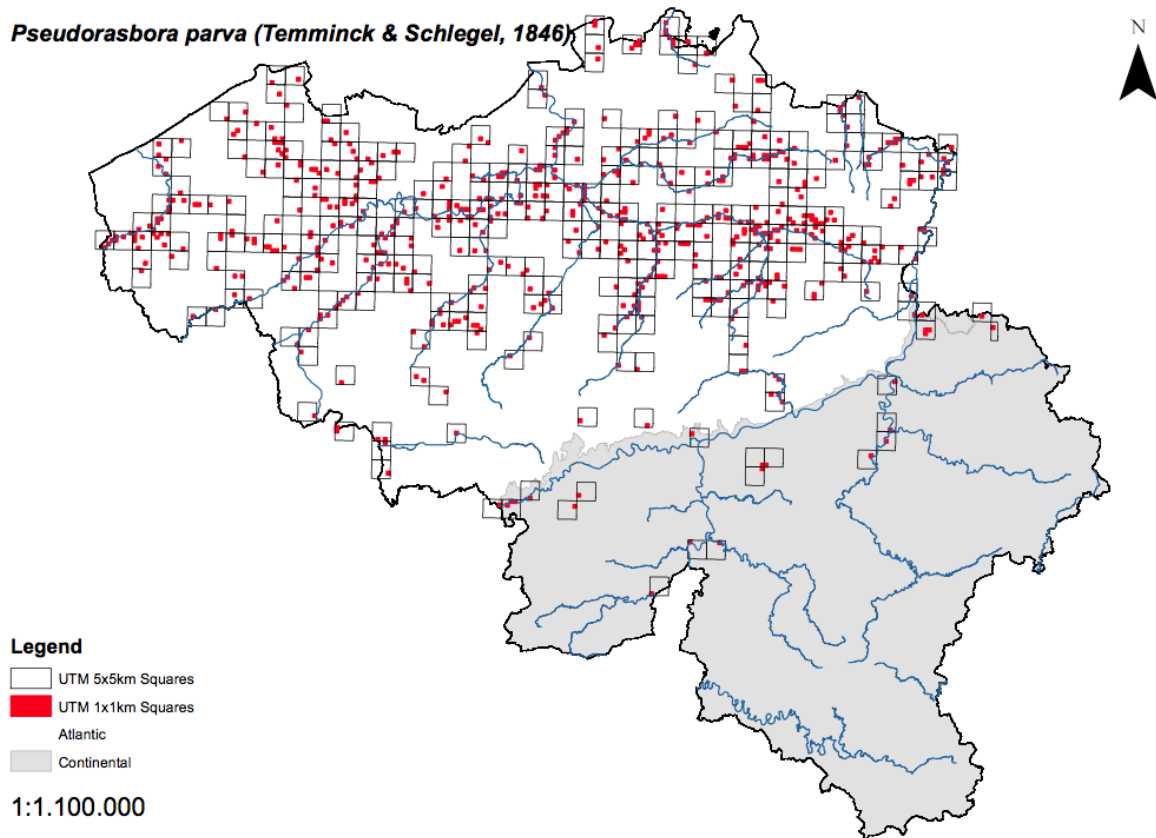 Pseudorasbora parva (Temminck & Schlegel, 1846)
N
Legend
UTM 5x5km Squares
UTM 1x1km Squares
Atlantic
Continental
1:1.100.000